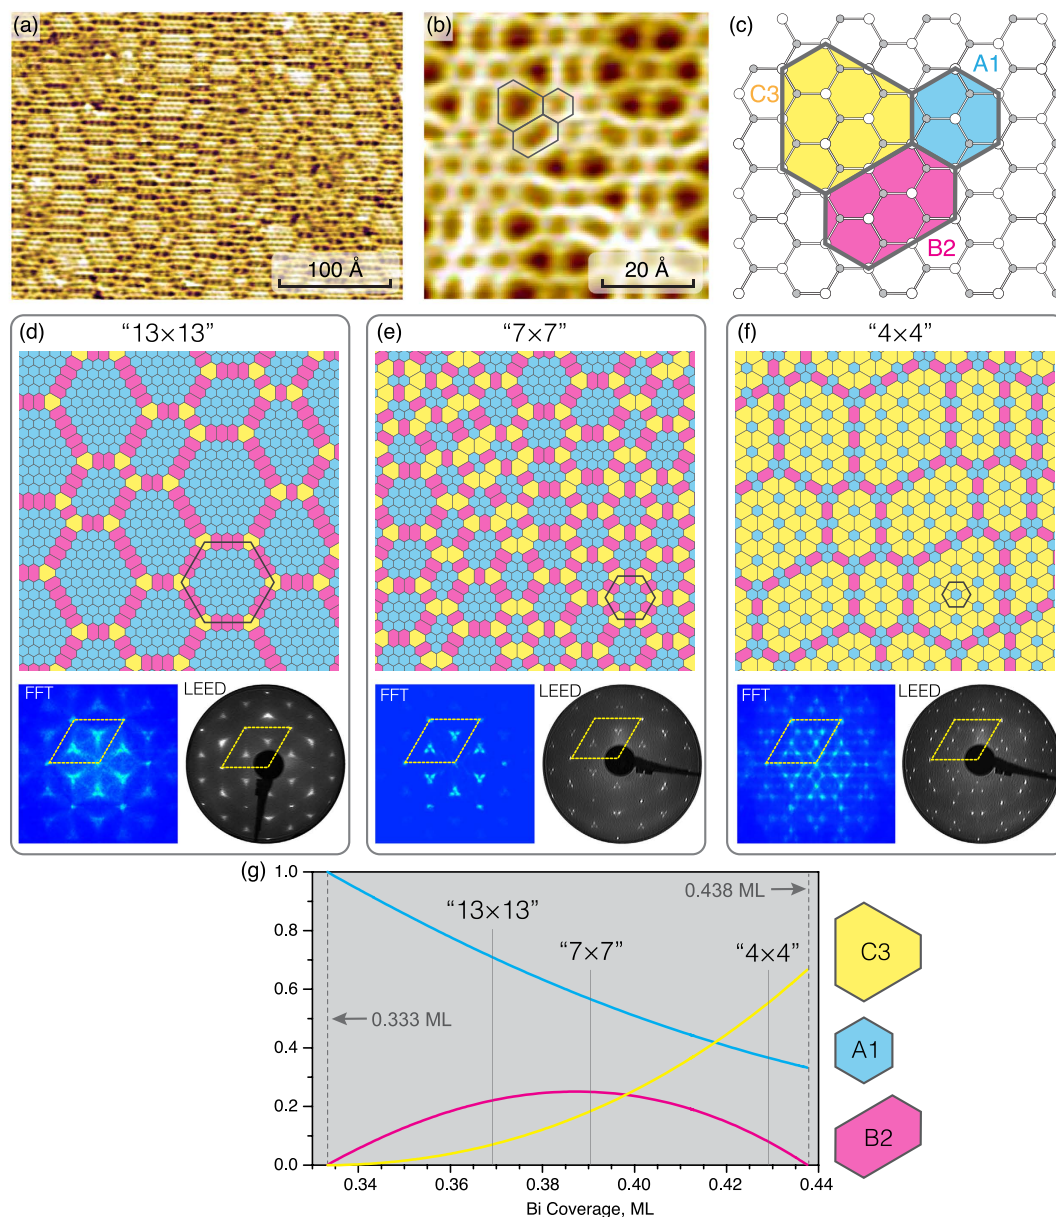 (a)
100 Å
(b)
20 Å
(c)
A1
C3
B2
(d)
“13×13”
FFT
LEED
(e)
“7×7”
FFT
LEED
(f)
“4×4”
FFT
LEED
(g)
1.0
0.8
0.6
0.4
0.2
0.0
0.438 ML
“13×13”
“7×7”
“4×4”
0.333 ML
0.34
0.36
0.38
0.40
0.42
0.44
Bi Coverage, ML
C3
A1
B2